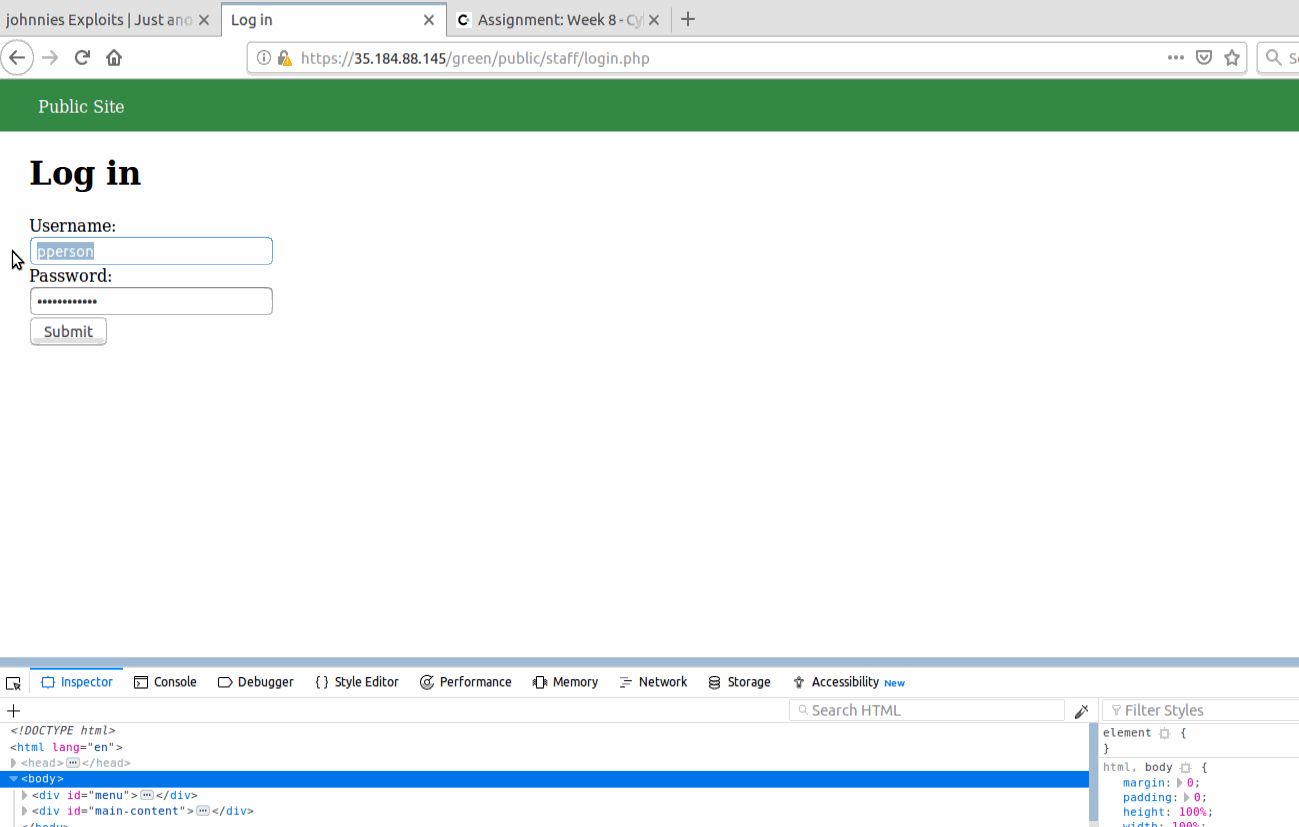 johnnies Exploits | Just ano
Log in
Assignment: Week 8 - Cy
https://35.184.88.145/green/public/staff/login.php
Public Site
Log in
Username:
pperson
Password:
••••••••••••
Submit
Inspector Console Debugger {} Style Editor Performance Memory Network Storage Accessibility New
+ Search HTML Filter Styles
<!DOCTYPE html>
<html lang="en">
<head>
</head>
<body>
<div id="menu"></div>
<div id="main-content"></div>
</body>
element {
}
html, body {
margin: 0;
padding: 0;
height: 100%;
width: 100%;